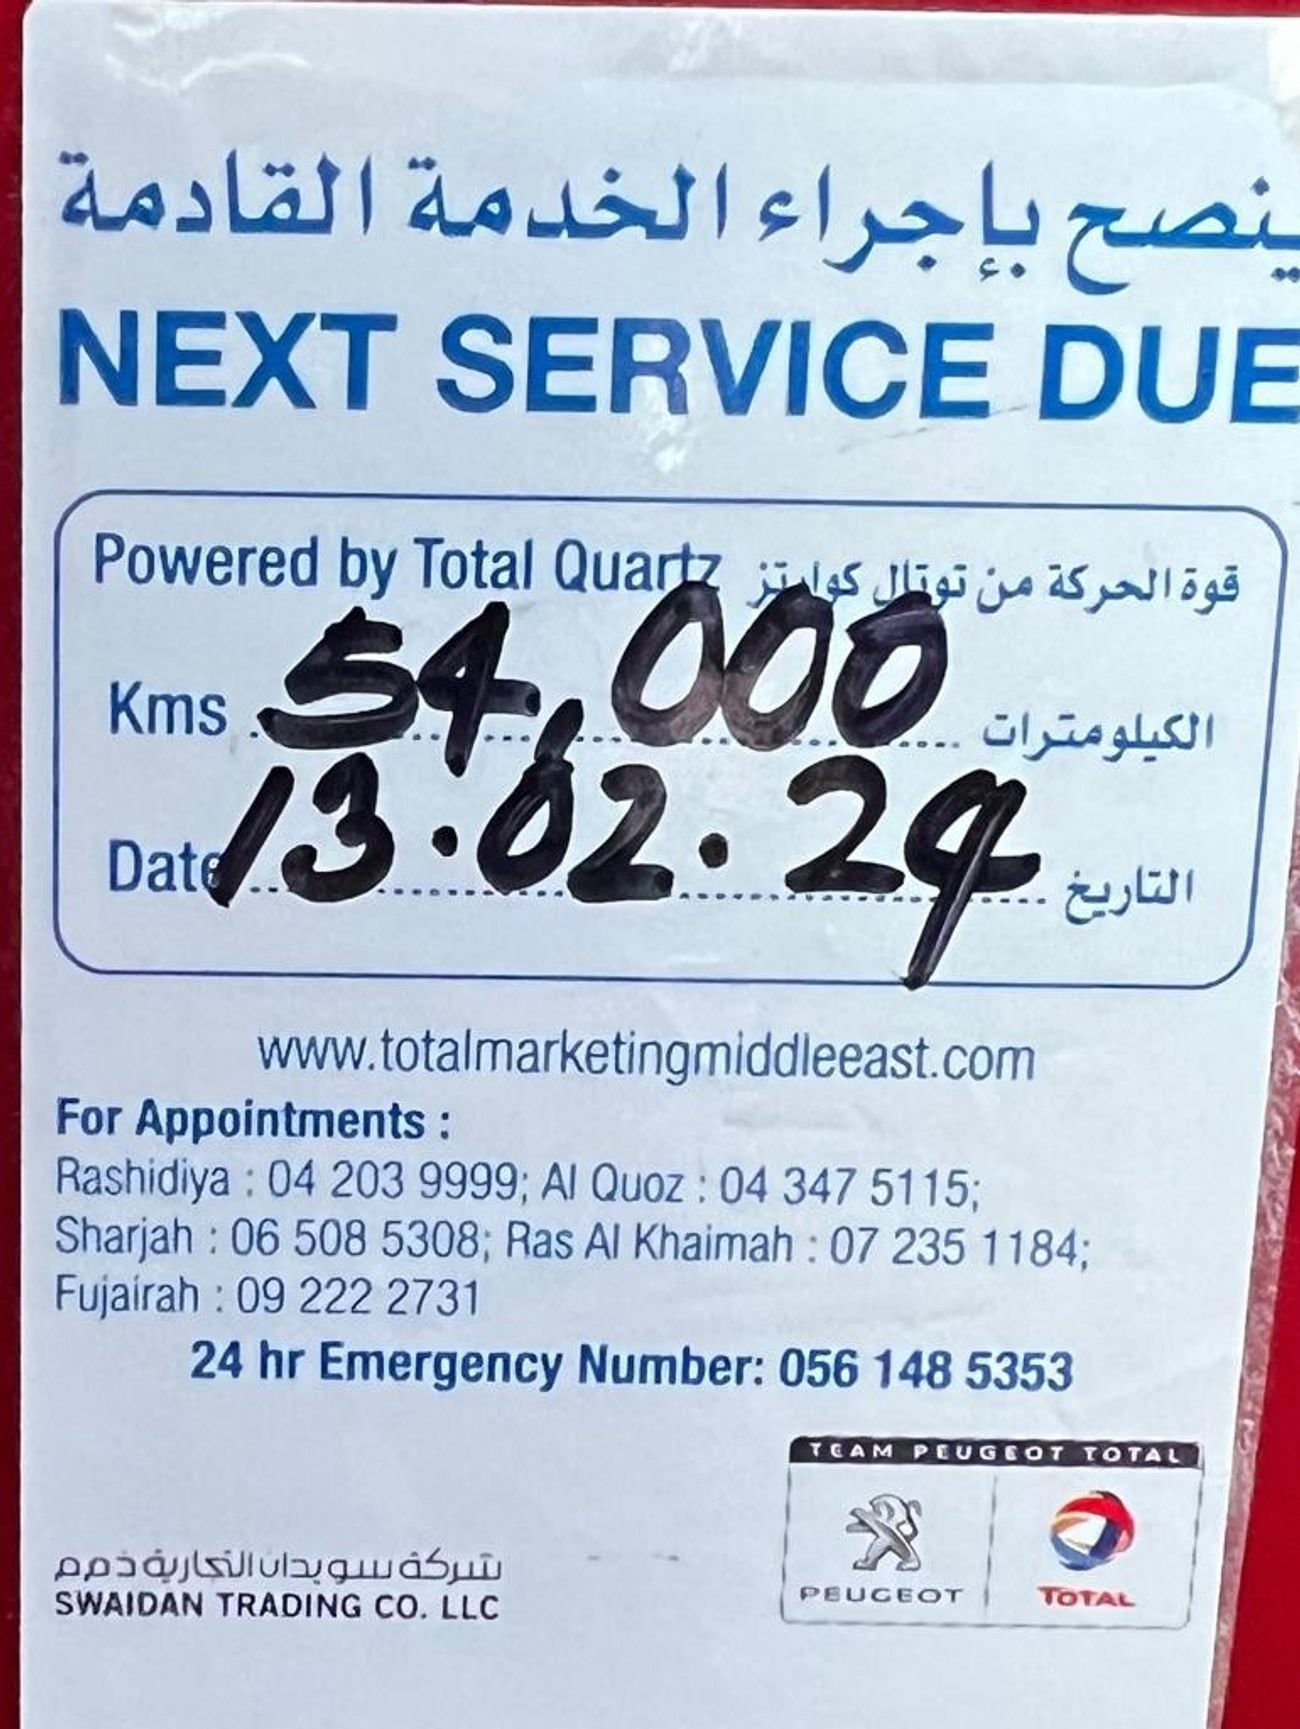 ينصح بإجراء الخدمة القادمة
NEXT SERVICE DUE
Powered by Total Quartz قوة الحركة من توتال كوارتز
Kms 54,000 الكيلومترات
Date 13.02.24 التاريخ
www.totalmarketingmiddleeast.com
For Appointments :
Rashidiya : 04 203 9999; Al Quoz : 04 347 5115;
Sharjah : 06 508 5308; Ras Al Khaimah : 07 235 1184;
Fujairah : 09 222 2731
24 hr Emergency Number: 056 148 5353
TEAM PEUGEOT TOTAL
PEUGEOT TOTAL
شركة سويدان التجارية ذ م م
SWAIDAN TRADING CO. LLC